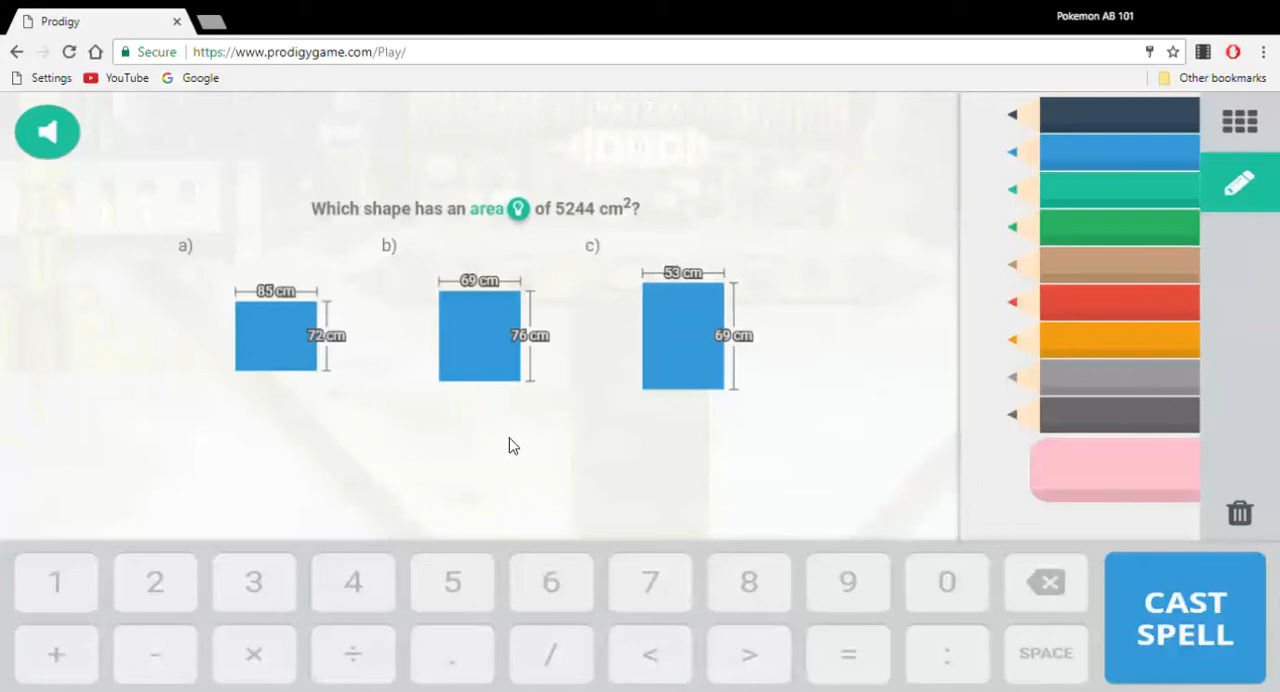 Pokemon AB 101
Prodigy
Secure https://www.prodigygame.com/Play/
Settings YouTube Google Other bookmarks
Which shape has an area of 5244 cm²?
a) b) c)
85 cm 69 cm 53 cm
72 cm 76 cm 69 cm
1 2 3 4 5 6 7 8 9 0
+ - × ÷ . / < > = : SPACE
CAST
SPELL